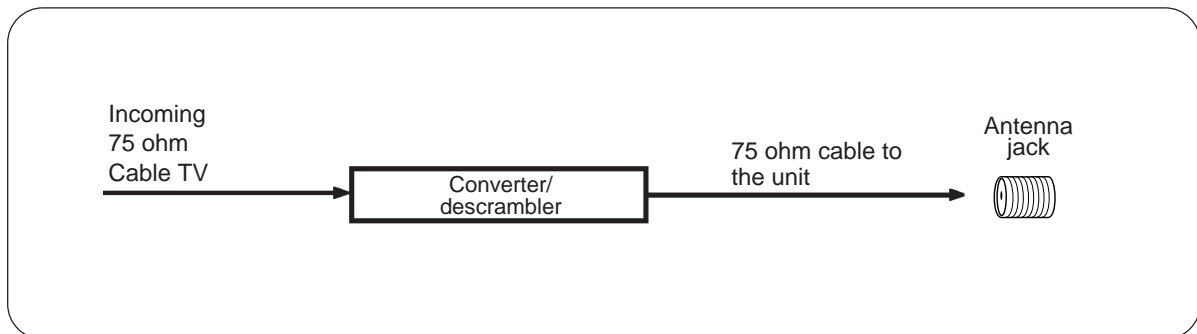 Incoming
75 ohm
Cable TV
Converter/
descrambler
75 ohm cable to
the unit
Antenna
jack